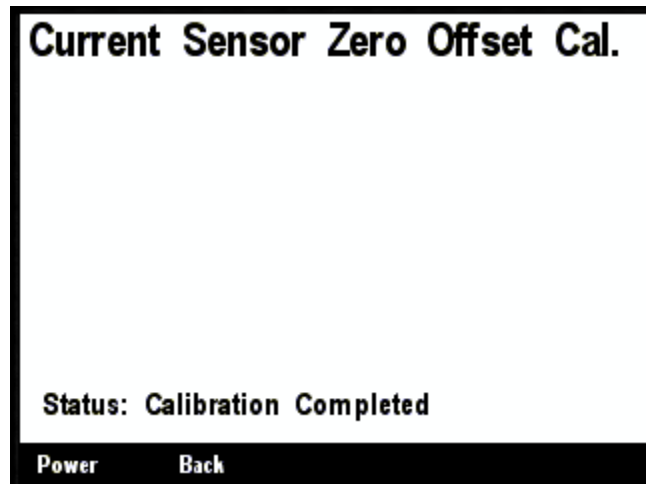 Current Sensor Zero Offset Cal.
Status: Calibration Completed
Power Back